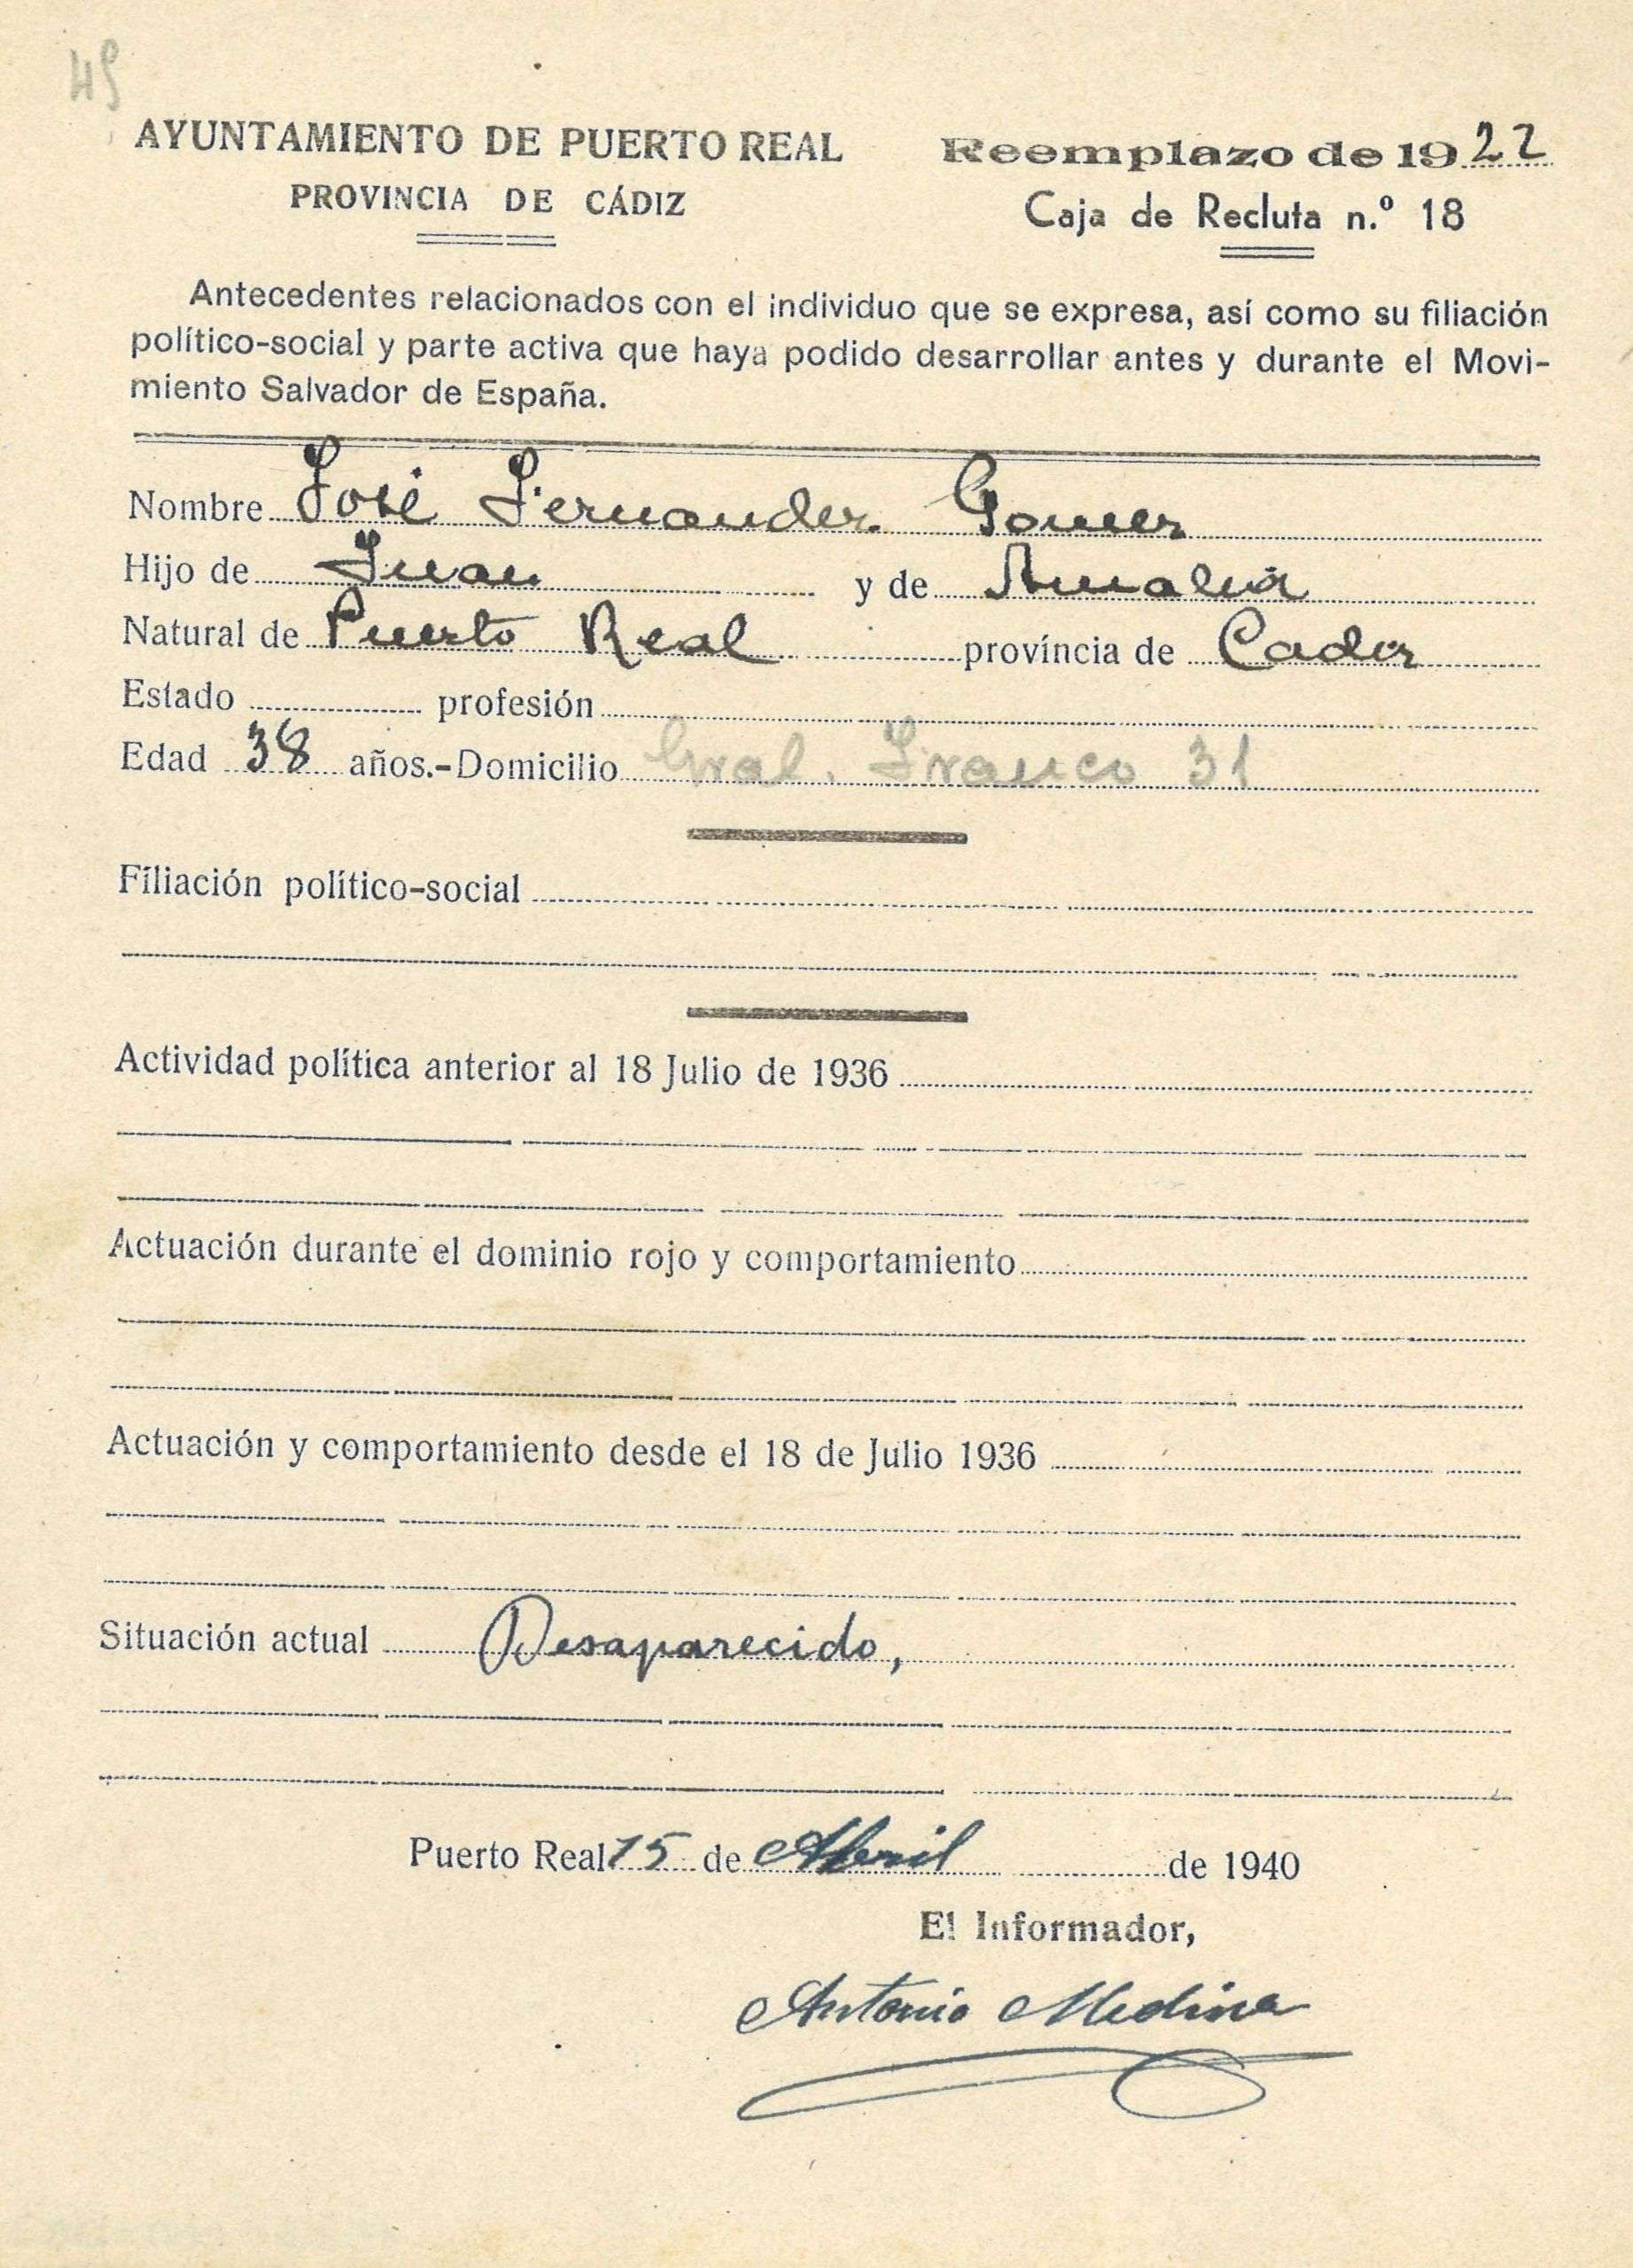 49
AYUNTAMIENTO DE PUERTO REAL
PROVINCIA DE CÁDIZ
Reemplazo de 1922
Caja de Recluta n.º 18
Antecedentes relacionados con el individuo que se expresa, así como su filiación
político-social y parte activa que haya podido desarrollar antes y durante el Movi-
miento Salvador de España.
Nombre José Fernandez Gomez
Hijo de Juan y de Amalia
Natural de Puerto Real província de Cadiz
Estado profesión
Edad 38 años.-Domicilio Gral. Franco 31
Filiación político-social
Actividad política anterior al 18 Julio de 1936
Actuación durante el dominio rojo y comportamiento
Actuación y comportamiento desde el 18 de Julio 1936
Situación actual Desaparecido,
Puerto Real 15 de Abril de 1940
El Informador,
Antonio Medina